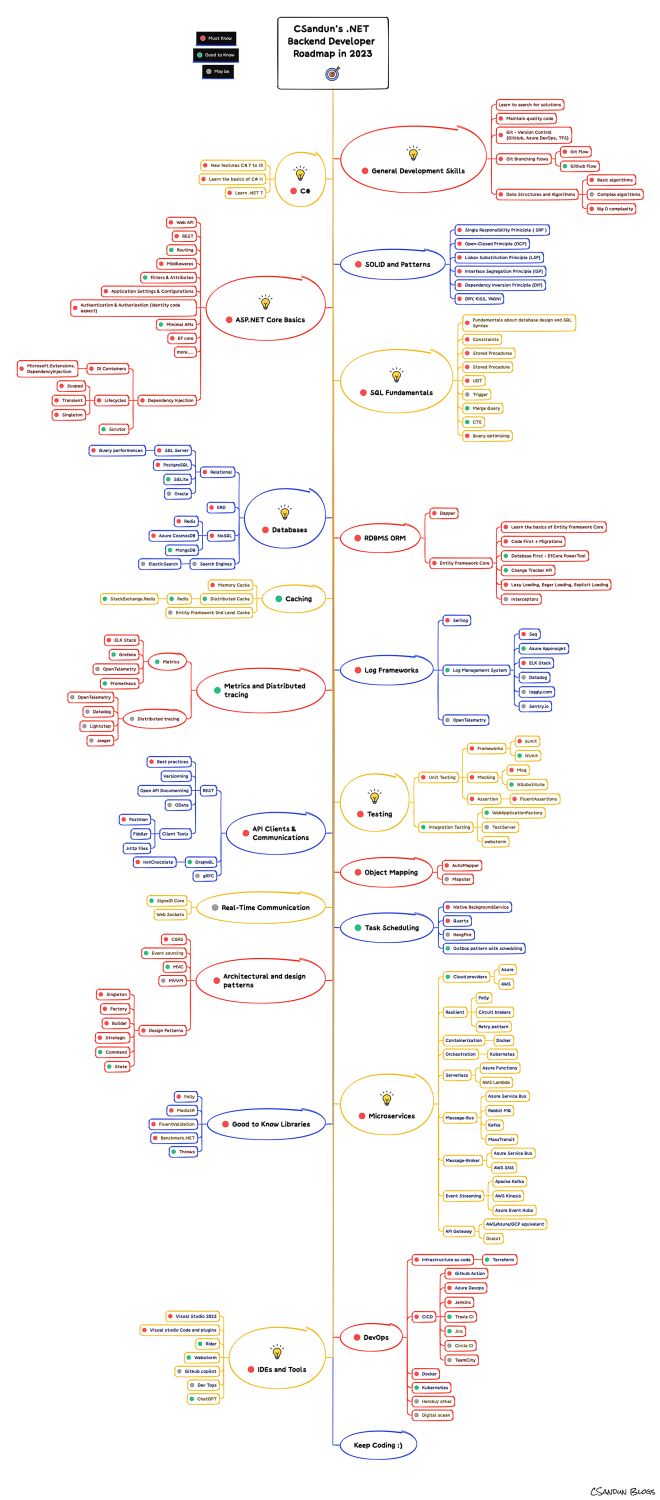 CSandun's .NET
Backend Developer
Roadmap in 2023
Must Know
Good to Know
May be
General Development Skills
Learn to search for solutions
Maintain quality code
Git - Version Control
(GitHub, Azure DevOps, TFS)
Git Branching flows
Git flow
Github flow
Data Structures and Algorithms
Basic algorithms
Complex algorithms
Big O complexity
C#
New features C# 7 to 10
Learn the basics of C# 11
Learn .NET 7
SOLID and Patterns
Single Responsibility Principle ( SRP )
Open-Closed Principle (OCP)
Liskov Substitution Principle (LSP)
Interface Segregation Principle (ISP)
Dependency Inversion Principle (DIP)
DRY, KISS, YAGNI
ASP.NET Core Basics
Web API
REST
Routing
Middlewares
Filters & Attributes
Application Settings & Configurations
Authentication & Authorization (Identity code
aspect)
Minimal APIs
EF core
more....
Dependency Injection
DI Containers
Microsoft.Extensions.
DependencyInjection
Lifecycles
Scoped
Transient
Singleton
Scrutor
SQL Fundamentals
Fundamentals about database design and SQL
Syntax
Constraints
Stored Procedures
Stored Procedure
UDT
Trigger
Merge Query
CTE
Query optimising
Databases
Relational
SQL Server
Query performances
PostgreSQL
SQLite
Oracle
ERD
NoSQL
Redis
Azure CosmosDB
MongoDB
Search Engines
ElasticSearch
RDBMS ORM
Dapper
Entity Framework Core
Learn the basics of Entity Framework Core
Code First + Migrations
Database First - EfCore PowerTool
Change Tracker API
Lazy Loading, Eager Loading, Explicit Loading
Interceptors
Caching
Memory Cache
Distributed Cache
Redis
StackExchange.Redis
Entity Framework 2nd Level Cache
Log Frameworks
Serilog
Log Management System
Seq
Azure Appinsight
ELK Stack
Datadog
loggly.com
Sentry.io
OpenTelemetry
Metrics and Distributed
tracing
Metrics
ELK Stack
Grafana
OpenTelemetry
Prometheus
Distributed tracing
OpenTelemetry
Datadog
Lightstep
Jaeger
Testing
Unit Testing
Frameworks
xUnit
NUnit
Mocking
Moq
NSubstitute
Assertion
FluentAssertions
Integration Testing
WebApplicationFactory
TestServer
webstorm
API Clients &
Communications
REST
Best practices
Versionning
Open API Documenting
OData
Client Tools
Postman
Fiddler
.http files
GraphQL
HotChocolate
gRPC
Object Mapping
AutoMapper
Mapster
Real-Time Communication
SignalR Core
Web Sockets
Task Scheduling
Native BackgroundService
Quartz
HangFire
Outbox pattern with scheduling
Architectural and design
patterns
CQRS
Event sourcing
MVC
MVVM
Design Patterns
Singleton
Factory
Builder
Strategic
Command
State
Microservices
Cloud providers
Azure
AWS
Resilient
Polly
Circuit brokers
Retry pattern
Containerization
Docker
Orchestration
Kubernetes
Serverless
Azure Functions
AWS Lambda
Message-Bus
Azure Service Bus
Rabbit MQ
Kafka
MassTransit
Message-Broker
Azure Service Bus
AWS SNS
Event Streaming
Apache Kafka
AWS Kinesis
Azure Event Hubs
API Gateway
AWS/Azure/GCP equivalent
Ocelot
Good to Know Libraries
Polly
MediatR
FluentValidation
Benchmark.NET
Throws
DevOps
Infrastructure as code
Terraform
CICD
Github Action
Azure Devops
Jenkins
Travis CI
Jira
Circle CI
TeamCity
Docker
Kubernetes
Heroku/ other
Digital ocean
IDEs and Tools
Visual Studio 2022
Visual studio Code and plugins
Rider
Webstorm
GitHub copilot
Dev Toys
ChatGPT
Keep Coding :)
CSandun Blogs